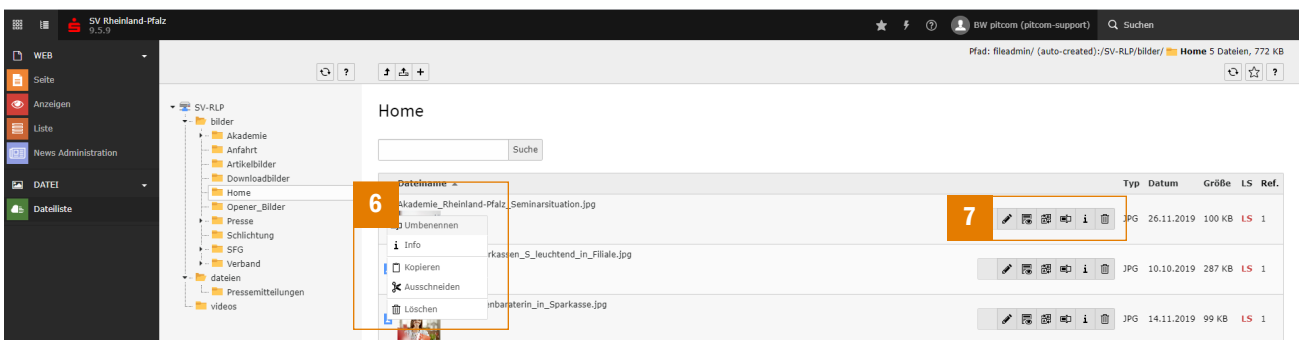 SV Rheinland-Pfalz
9.5.9
BW pitcom (pitcom-support)
Suchen
WEB
Seite
Anzeigen
Liste
News Administration
DATEI
Dateiliste
Pfad: fileadmin/ (auto-created):/SV-RLP/bilder/ Home 5 Dateien, 772 KB
?
?
SV-RLP
bilder
Akademie
Anfahrt
Artikelbilder
Downloadbilder
Home
Opener_Bilder
Presse
Schlichtung
SFG
Verband
dateien
Pressemitteilungen
videos
Home
Suche
Dateiname Typ Datum Größe LS Ref.
6
Akademie_Rheinland-Pfalz_Seminarsituation.jpg
7
JPG 26.11.2019 100 KB LS 1
Umbenennen
Info
Kopieren
Ausschneiden
Löschen
rkassen_S_leuchtend_in_Filiale.jpg
JPG 10.10.2019 287 KB LS 1
enbaraterin_in_Sparkasse.jpg
JPG 14.11.2019 99 KB LS 1